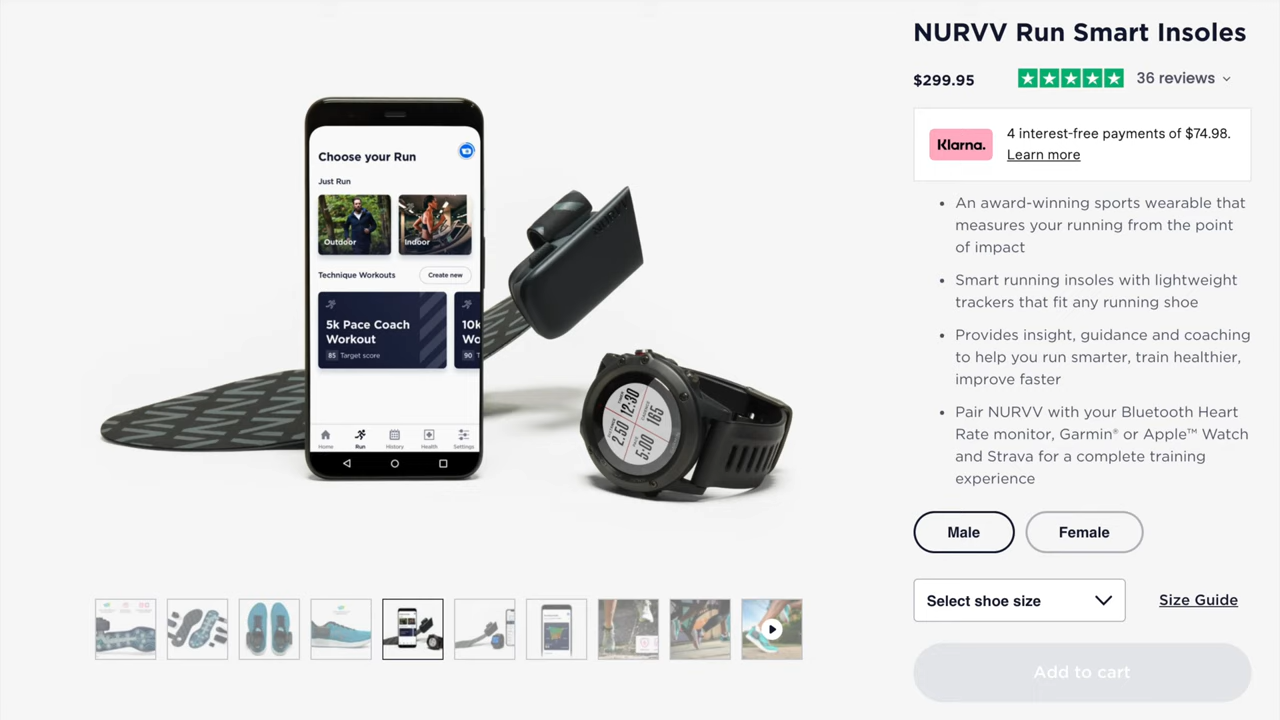 NURVV Run Smart Insoles
$299.95
36 reviews
Klarna.
4 interest-free payments of $74.98.
Learn more
• An award-winning sports wearable that
measures your running from the point
of impact
• Smart running insoles with lightweight
trackers that fit any running shoe
• Provides insight, guidance and coaching
to help you run smarter, train healthier,
improve faster
• Pair NURVV with your Bluetooth Heart
Rate monitor, Garmin® or Apple™ Watch
and Strava for a complete training
experience
Male
Female
Select shoe size
Size Guide
Add to cart
Choose your Run
Just Run
Outdoor
Indoor
Technique Workouts
Create new
5k Pace Coach
Workout
85 Target score
10k
Wo
90
Home
Run
History
Health
Settings
12:30
165
2.50
5:00